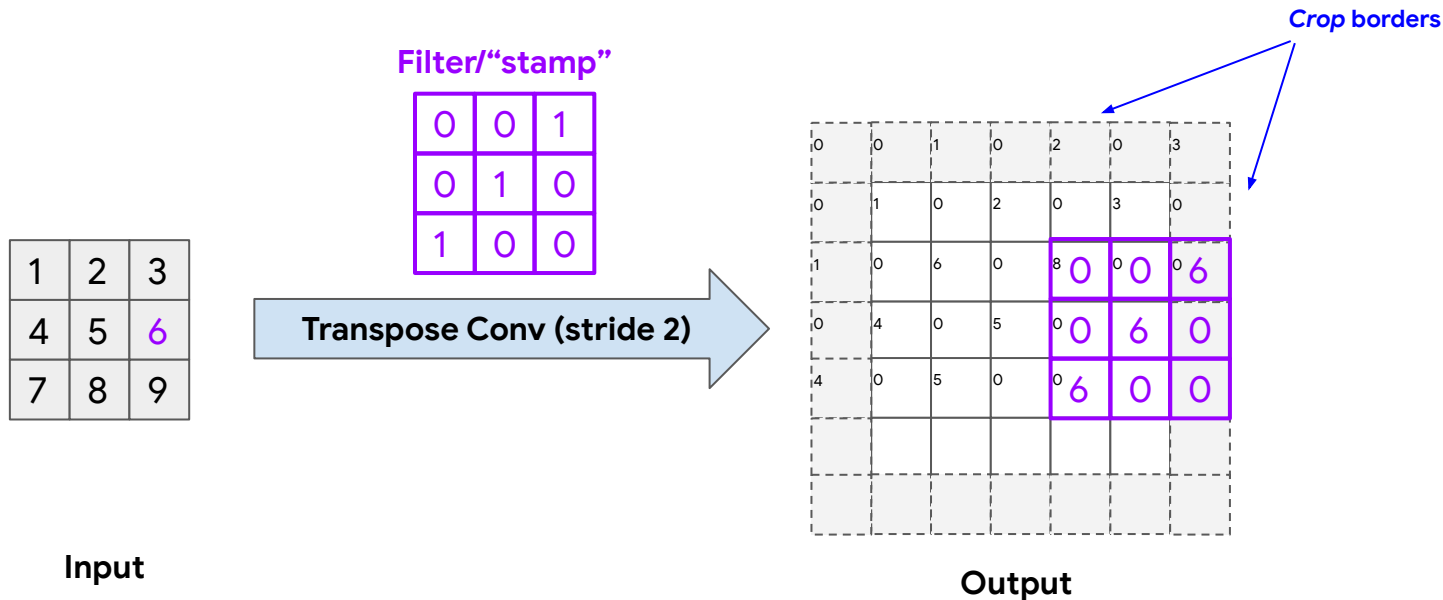 Crop borders
Filter/“stamp”
0 0 1
0 1 0
1 0 0
1 2 3
4 5 6
7 8 9
Transpose Conv (stride 2)
0 0 1 0 2 0 3
0 1 0 2 0 3 0
1 0 6 0 8 0 0 0 0 6
0 4 0 5 0 0 6 0
4 0 5 0 0 6 0 0
Input
Output